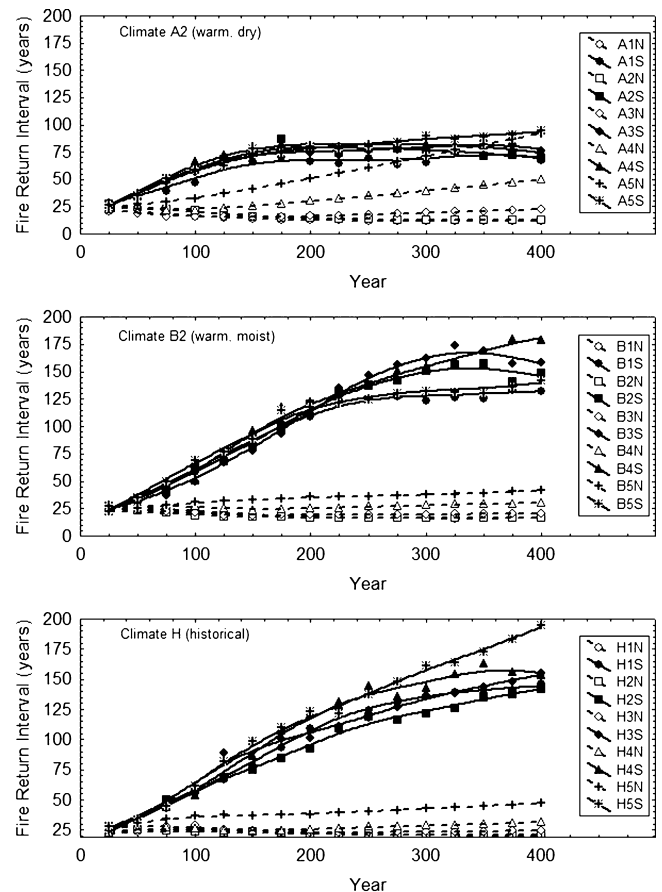 Climate A2 (warm. dry)
Fire Return Interval (years)
200
175
150
125
100
75
50
25
0
0
100
200
300
400
500
Year
A1N
A1S
A2N
A2S
A3N
A3S
A4N
A4S
A5N
A5S
Climate B2 (warm. moist)
Fire Return Interval (years)
200
175
150
125
100
75
50
25
0
0
100
200
300
400
500
Year
B1N
B1S
B2N
B2S
B3N
B3S
B4N
B4S
B5N
B5S
Climate H (historical)
Fire Return Interval (years)
200
175
150
125
100
75
50
25
0
100
200
300
400
500
Year
H1N
H1S
H2N
H2S
H3N
H3S
H4N
H4S
H5N
H5S